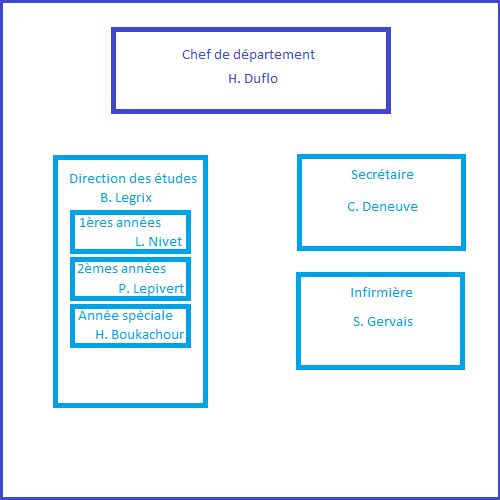 Chef de département
H. Duflo
Direction des études
B. Legrix
1ères années
L. Nivet
2èmes années
P. Lepivert
Année spéciale
H. Boukachour
Secrétaire
C. Deneuve
Infirmière
S. Gervais